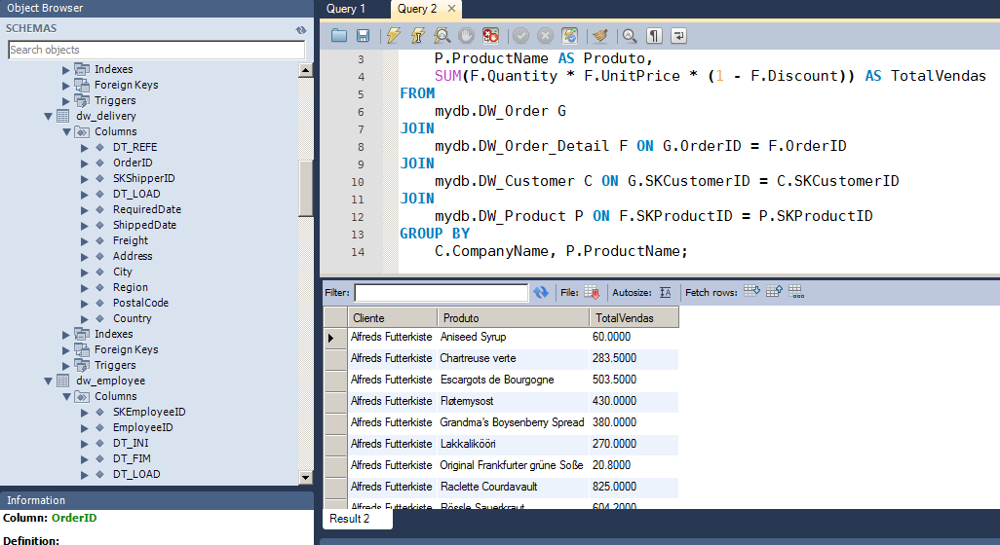 Object Browser
SCHEMAS
Search objects
Indexes
Foreign Keys
Triggers
dw_delivery
Columns
DT_REFE
OrderID
SKShipperID
DT_LOAD
RequiredDate
ShippedDate
Freight
Address
City
Region
PostalCode
Country
Indexes
Foreign Keys
Triggers
dw_employee
Columns
SKEmployeeID
EmployeeID
DT_INI
DT_FIM
DT_LOAD
Information
Column: OrderID
Definition:
Query 1 Query 2
3 P.ProductName AS Produto,
4 SUM(F.Quantity * F.UnitPrice * (1 - F.Discount)) AS TotalVendas
5 FROM
6 mydb.DW_Order G
7 JOIN
8 mydb.DW_Order_Detail F ON G.OrderID = F.OrderID
9 JOIN
10 mydb.DW_Customer C ON G.SKCustomerID = C.SKCustomerID
11 JOIN
12 mydb.DW_Product P ON F.SKProductID = P.SKProductID
13 GROUP BY
14 C.CompanyName, P.ProductName;
Filter: File: Autosize: Fetch rows:
Cliente Produto TotalVendas
Alfreds Futterkiste Aniseed Syrup 60.0000
Alfreds Futterkiste Chartreuse verte 283.5000
Alfreds Futterkiste Escargots de Bourgogne 503.5000
Alfreds Futterkiste Fløtemysost 430.0000
Alfreds Futterkiste Grandma's Boysenberry Spread 380.0000
Alfreds Futterkiste Lakkalikööri 270.0000
Alfreds Futterkiste Original Frankfurter grüne Soße 20.8000
Alfreds Futterkiste Raclette Courdavault 825.0000
Alfreds Futterkiste Rössle Sauerkraut 604.2000
Result 2